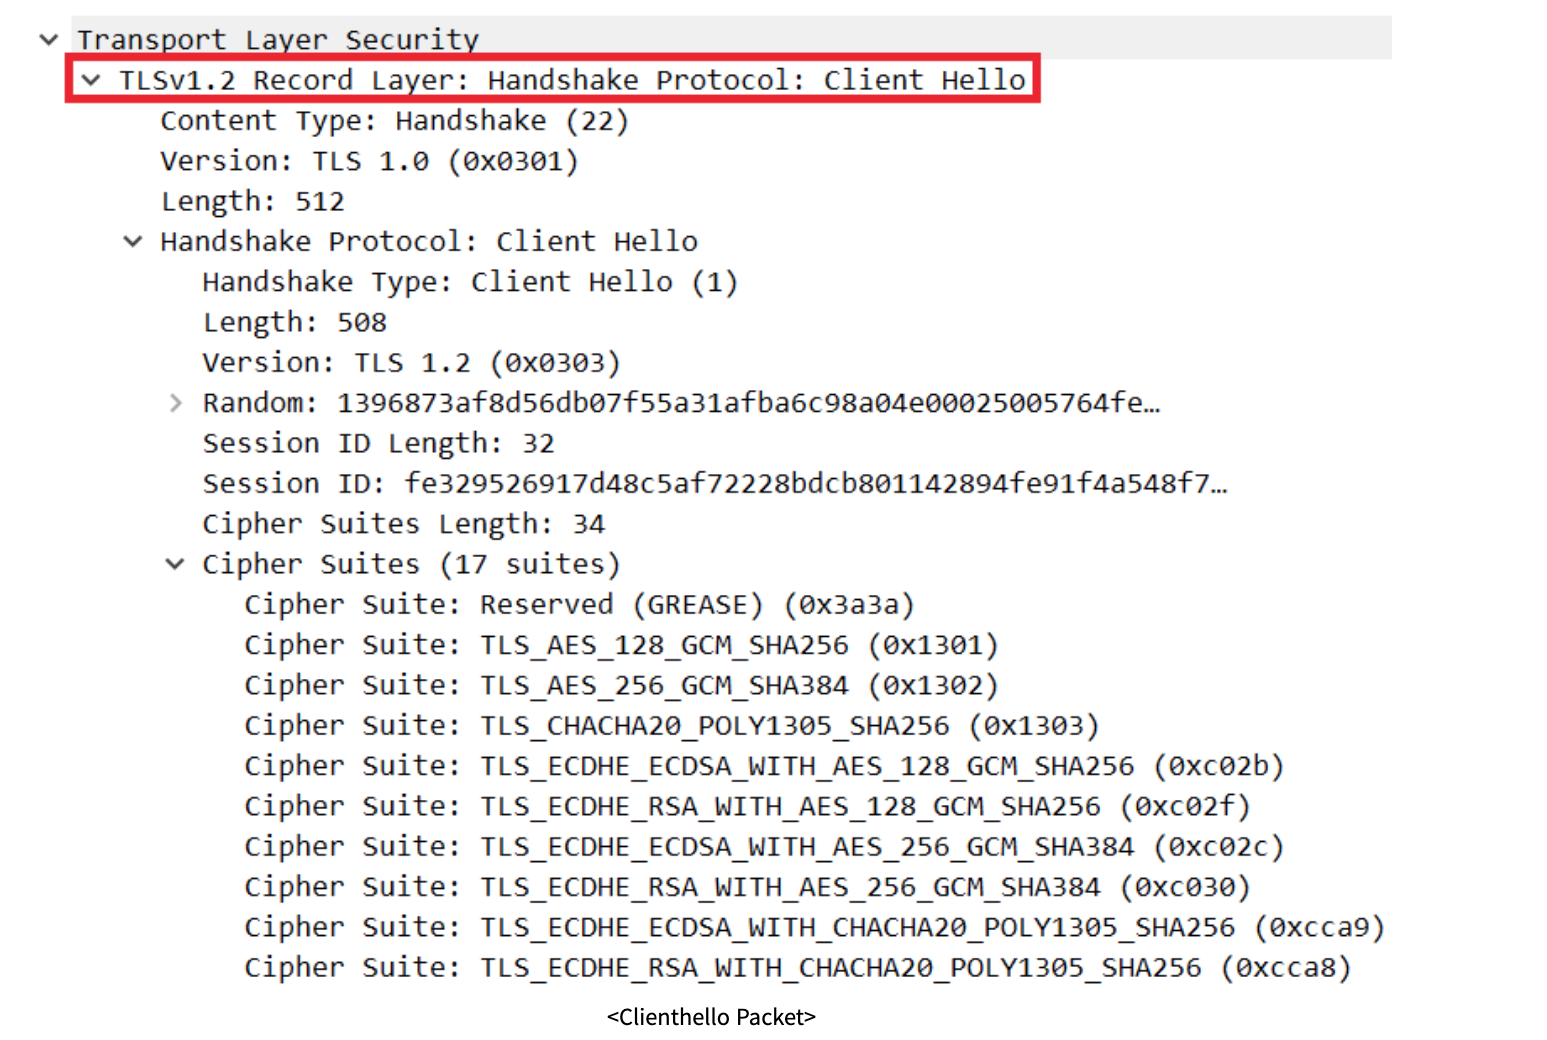 Transport Layer Security
TLSv1.2 Record Layer: Handshake Protocol: Client Hello
Content Type: Handshake (22)
Version: TLS 1.0 (0x0301)
Length: 512
Handshake Protocol: Client Hello
Handshake Type: Client Hello (1)
Length: 508
Version: TLS 1.2 (0x0303)
Random: 1396873af8d56db07f55a31afba6c98a04e00025005764fe…
Session ID Length: 32
Session ID: fe329526917d48c5af72228bdcb801142894fe91f4a548f7…
Cipher Suites Length: 34
Cipher Suites (17 suites)
Cipher Suite: Reserved (GREASE) (0x3a3a)
Cipher Suite: TLS_AES_128_GCM_SHA256 (0x1301)
Cipher Suite: TLS_AES_256_GCM_SHA384 (0x1302)
Cipher Suite: TLS_CHACHA20_POLY1305_SHA256 (0x1303)
Cipher Suite: TLS_ECDHE_ECDSA_WITH_AES_128_GCM_SHA256 (0xc02b)
Cipher Suite: TLS_ECDHE_RSA_WITH_AES_128_GCM_SHA256 (0xc02f)
Cipher Suite: TLS_ECDHE_ECDSA_WITH_AES_256_GCM_SHA384 (0xc02c)
Cipher Suite: TLS_ECDHE_RSA_WITH_AES_256_GCM_SHA384 (0xc030)
Cipher Suite: TLS_ECDHE_ECDSA_WITH_CHACHA20_POLY1305_SHA256 (0xcca9)
Cipher Suite: TLS_ECDHE_RSA_WITH_CHACHA20_POLY1305_SHA256 (0xcca8)
<Clienthello Packet>